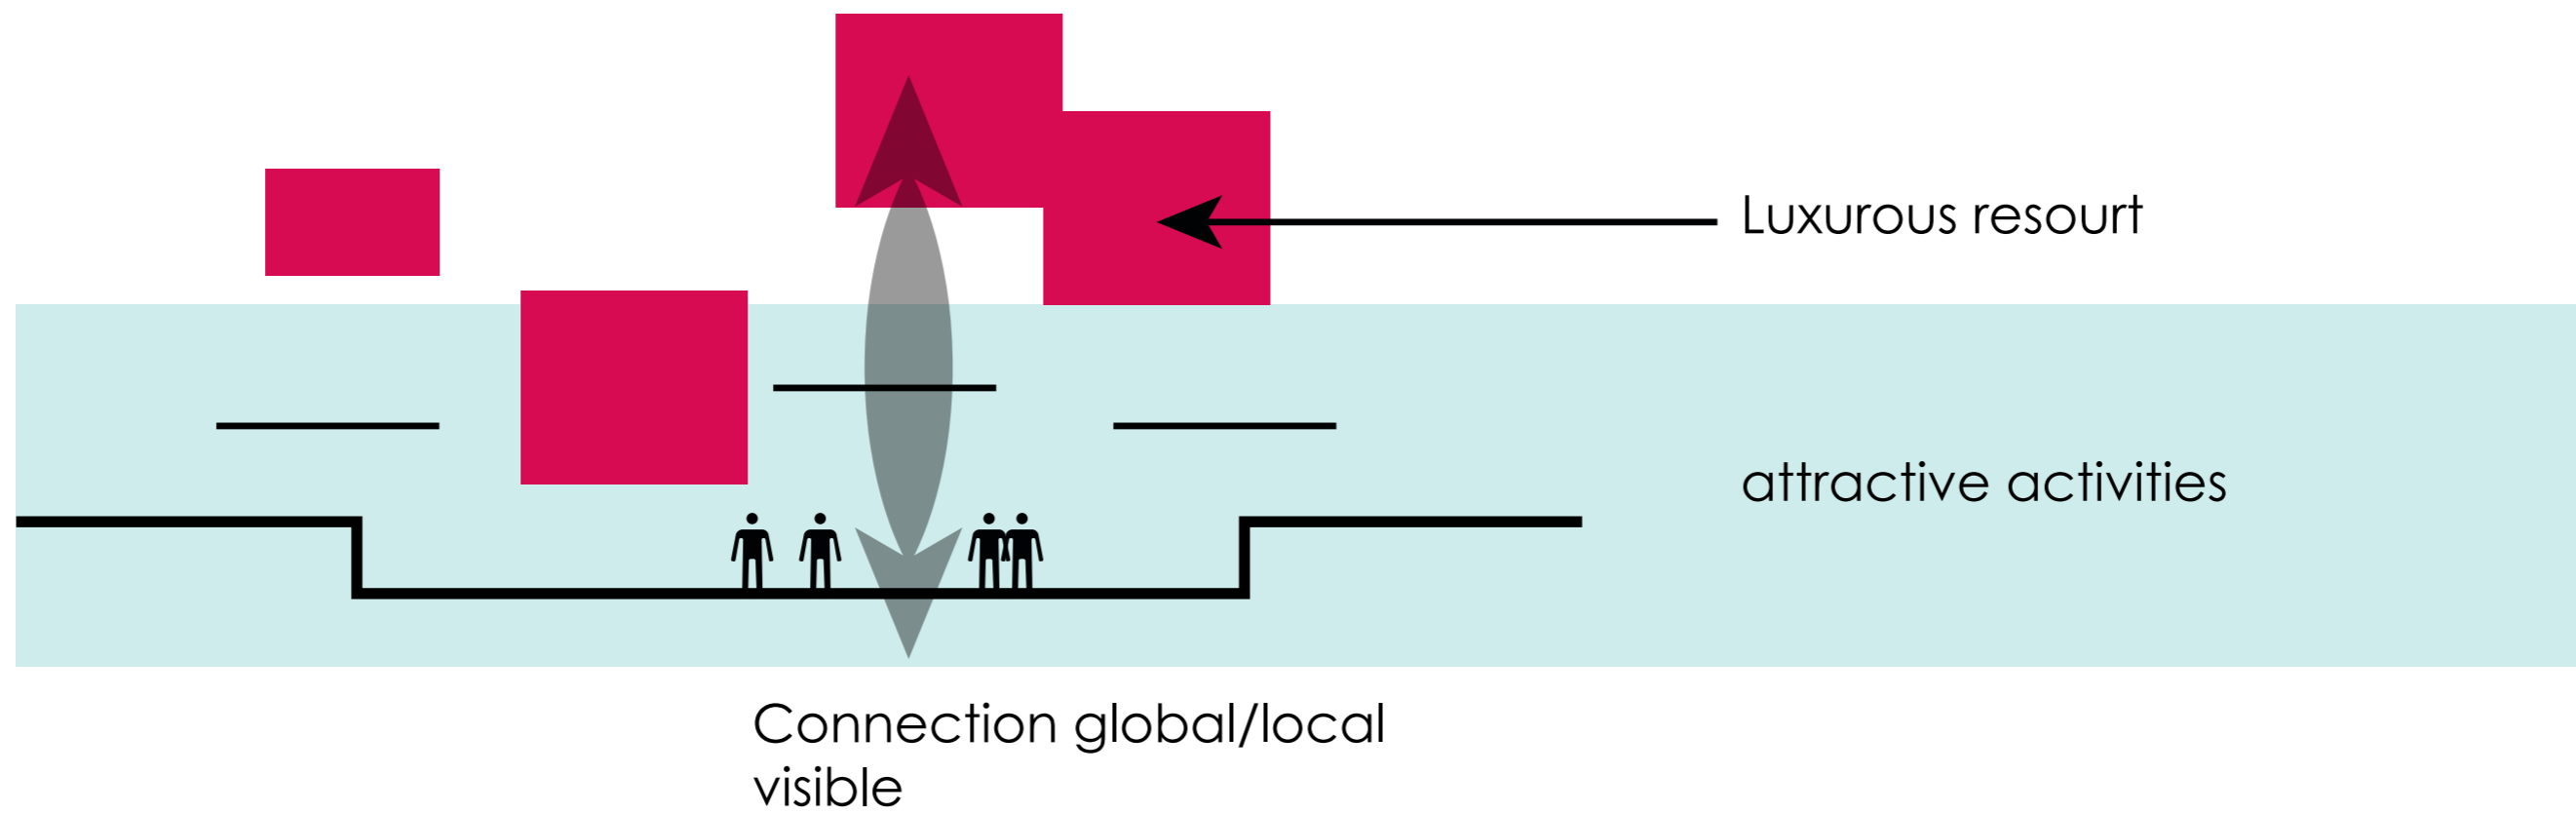 Luxurous resourt
attractive activities
Connection global/local
visible